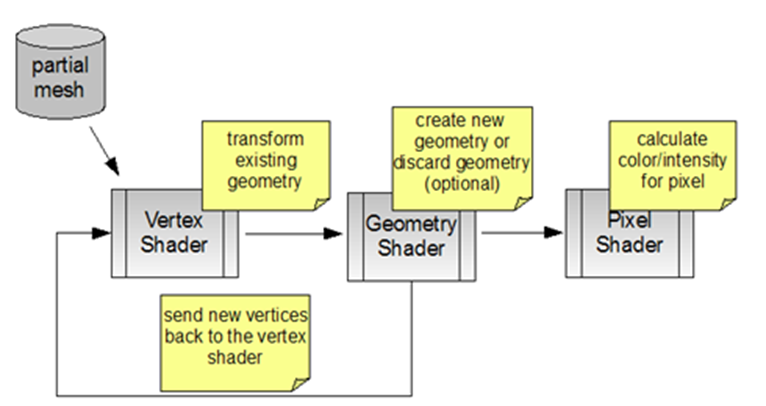 partial
mesh
transform
existing
geometry
create new
geometry or
discard geometry
(optional)
calculate
color/intensity
for pixel
Vertex
Shader
Geometry
Shader
Pixel
Shader
send new vertices
back to the vertex
shader